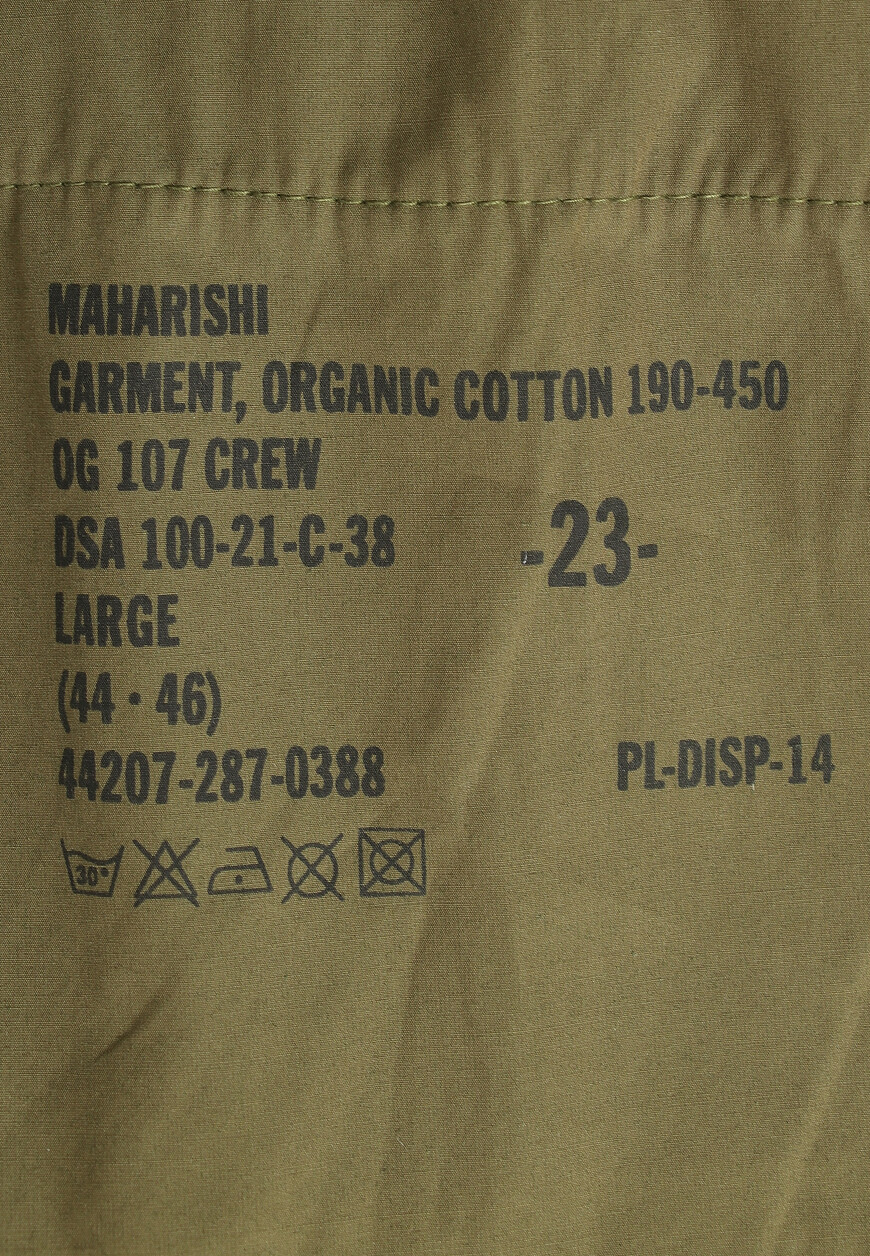 MAHARISHI
GARMENT, ORGANIC COTTON 190-450
OG 107 CREW
DSA 100-21-C-38
-23-
LARGE
(44 • 46)
44207-287-0388
PL-DISP-14
30°